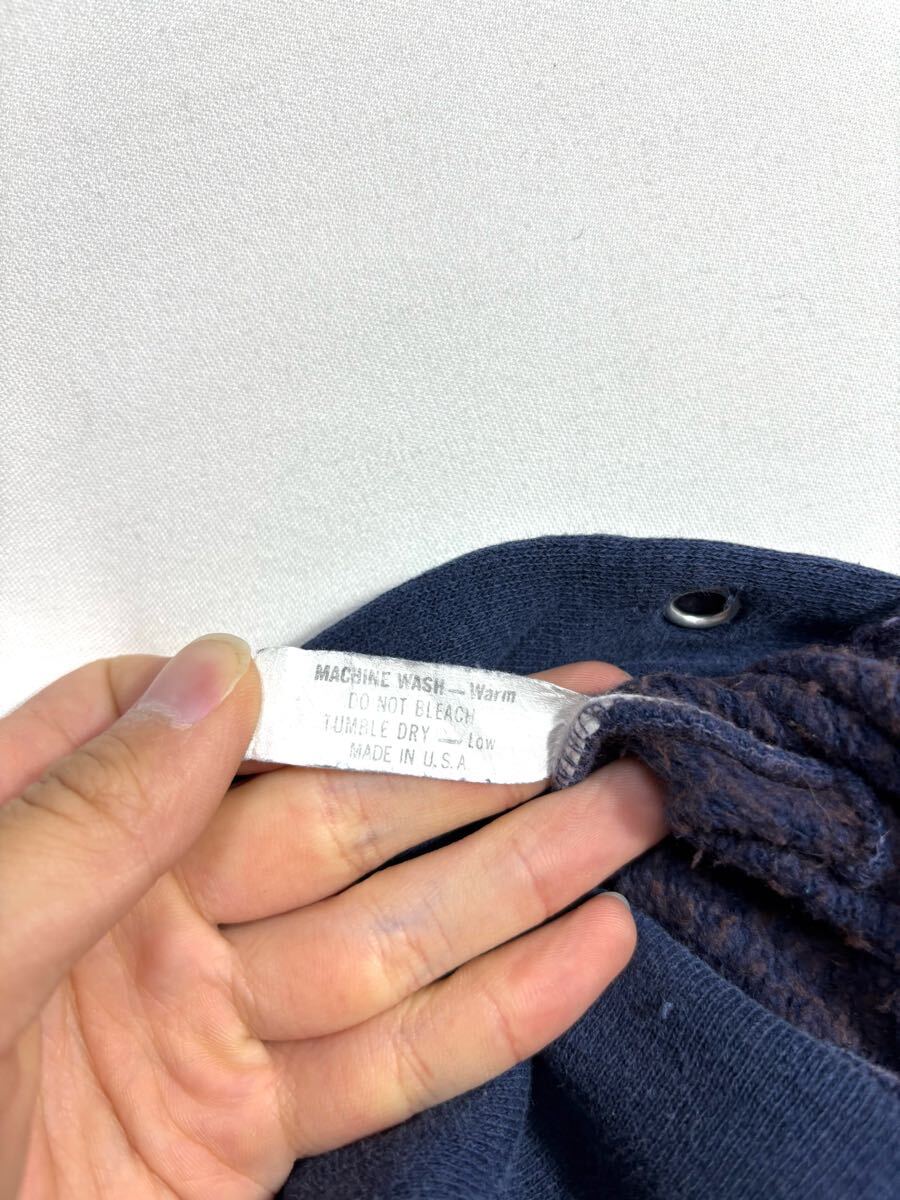 MACHINE WASH — Warm
DO NOT BLEACH
TUMBLE DRY — Low
MADE IN U.S.A